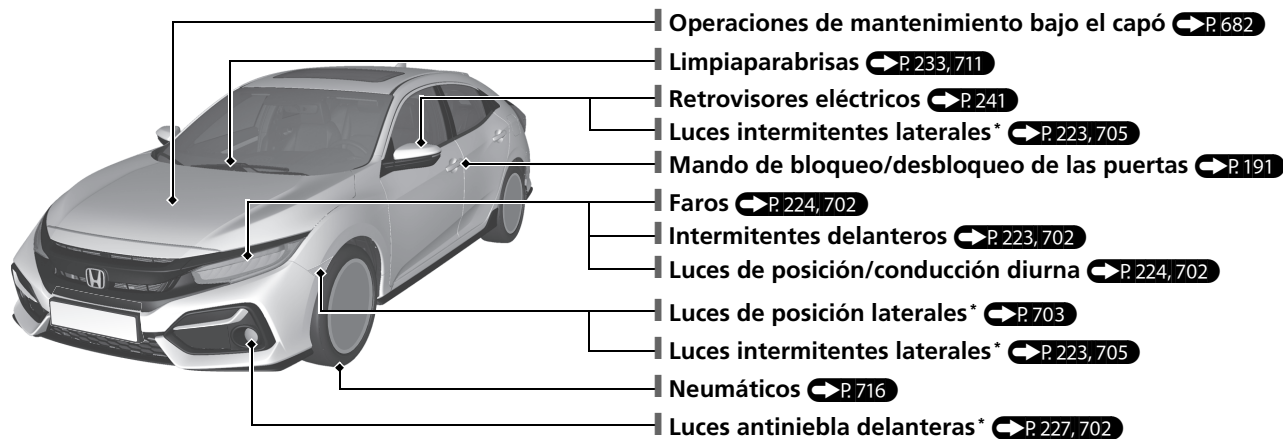 Operaciones de mantenimiento bajo el capó P. 682
Limpiaparabrisas P. 233, 711
Retrovisores eléctricos P. 241
Luces intermitentes laterales* P. 223, 705
Mando de bloqueo/desbloqueo de las puertas P. 191
Faros P. 224, 702
Intermitentes delanteros P. 223, 702
Luces de posición/conducción diurna P. 224, 702
Luces de posición laterales* P. 703
Luces intermitentes laterales* P. 223, 705
Neumáticos P. 716
Luces antiniebla delanteras* P. 227, 702